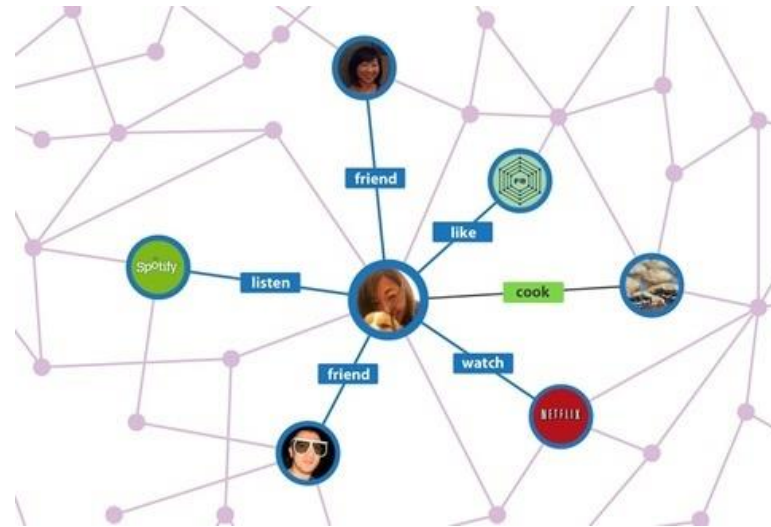 friend
like
Spotify
listen
cook
watch
friend
NETFLIX